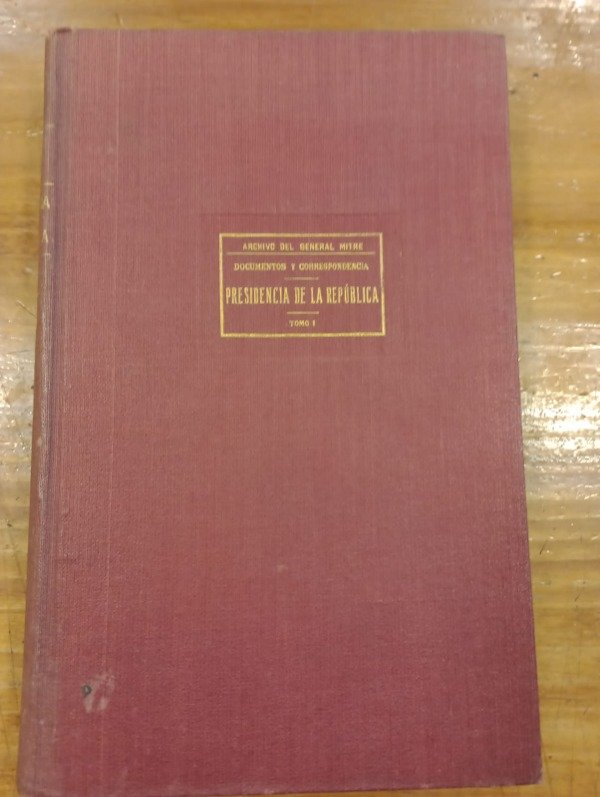 ARCHIVO DEL GENERAL MITRE
DOCUMENTOS Y CORRESPONDENCIA
PRESIDENCIA DE LA REPÚBLICA
TOMO I